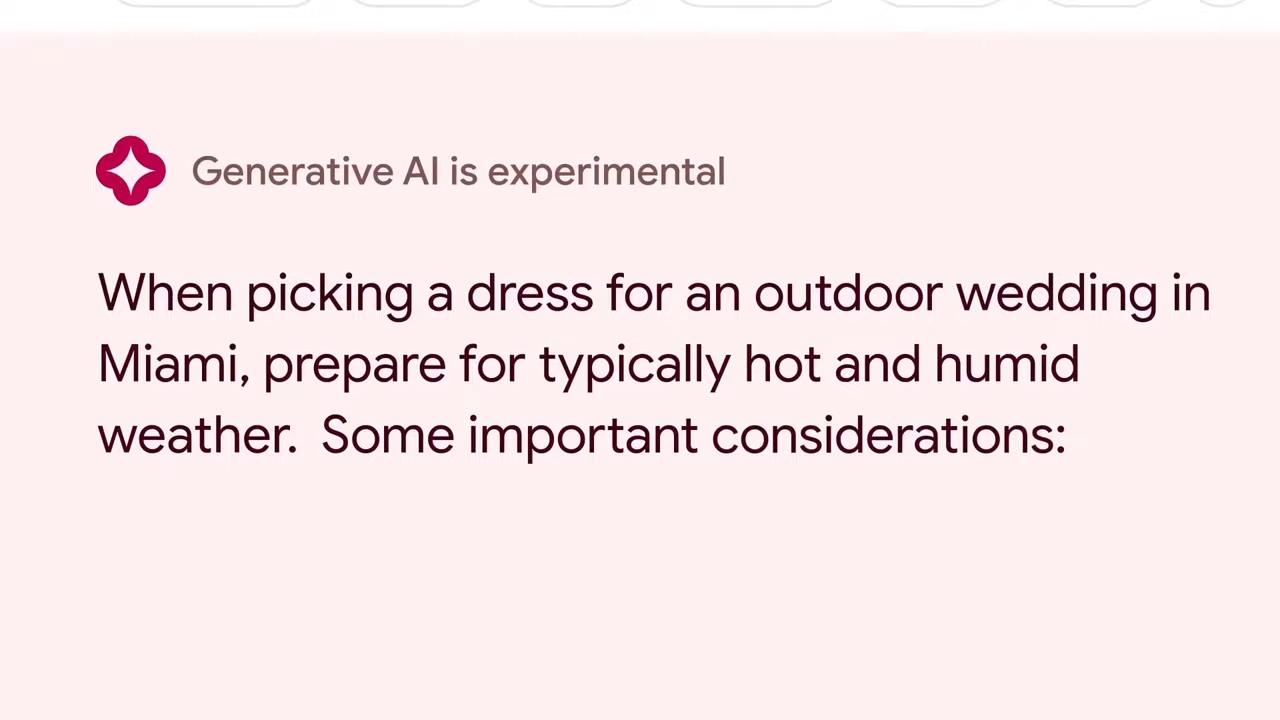 Generative AI is experimental
When picking a dress for an outdoor wedding in
Miami, prepare for typically hot and humid
weather.  Some important considerations: